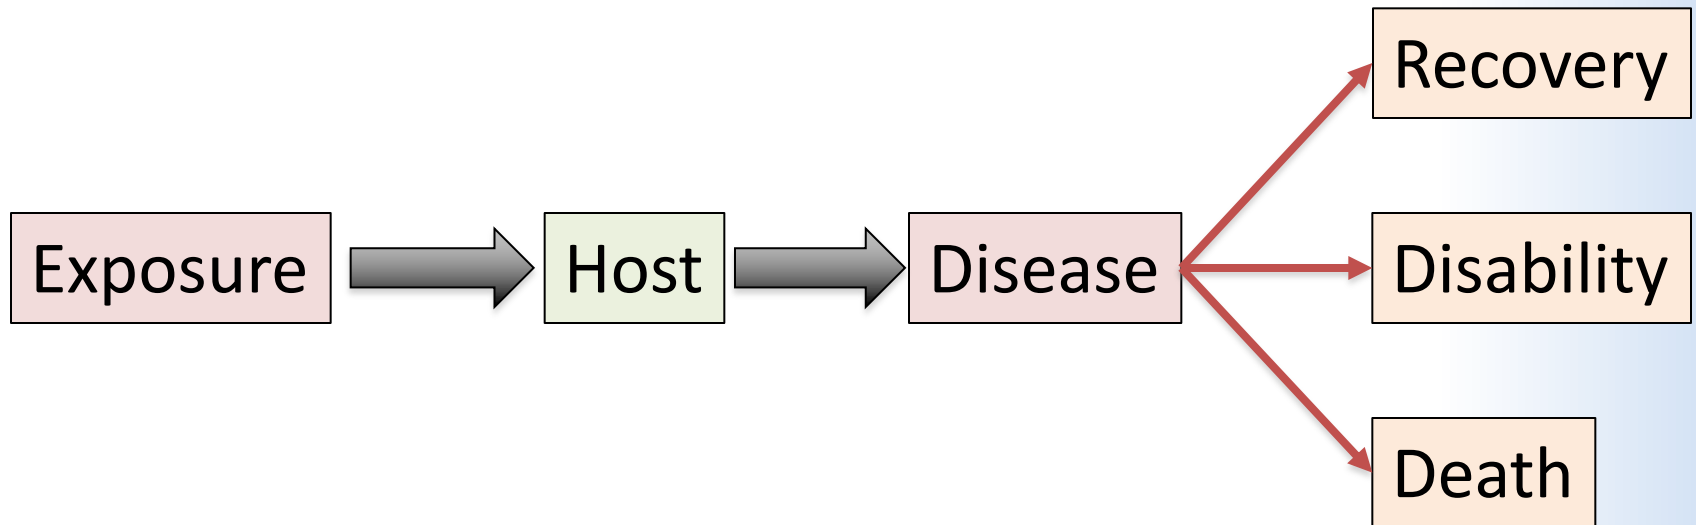 Recovery
Exposure
Host
Disease
Disability
Death